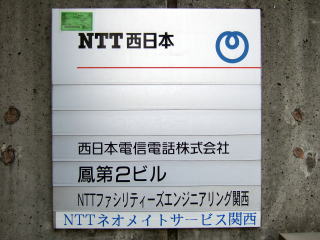 NTT西日本
西日本電信電話株式会社
鳳第2ビル
NTTファシリティーズエンジニアリング関西
NTTネオメイトサービス関西